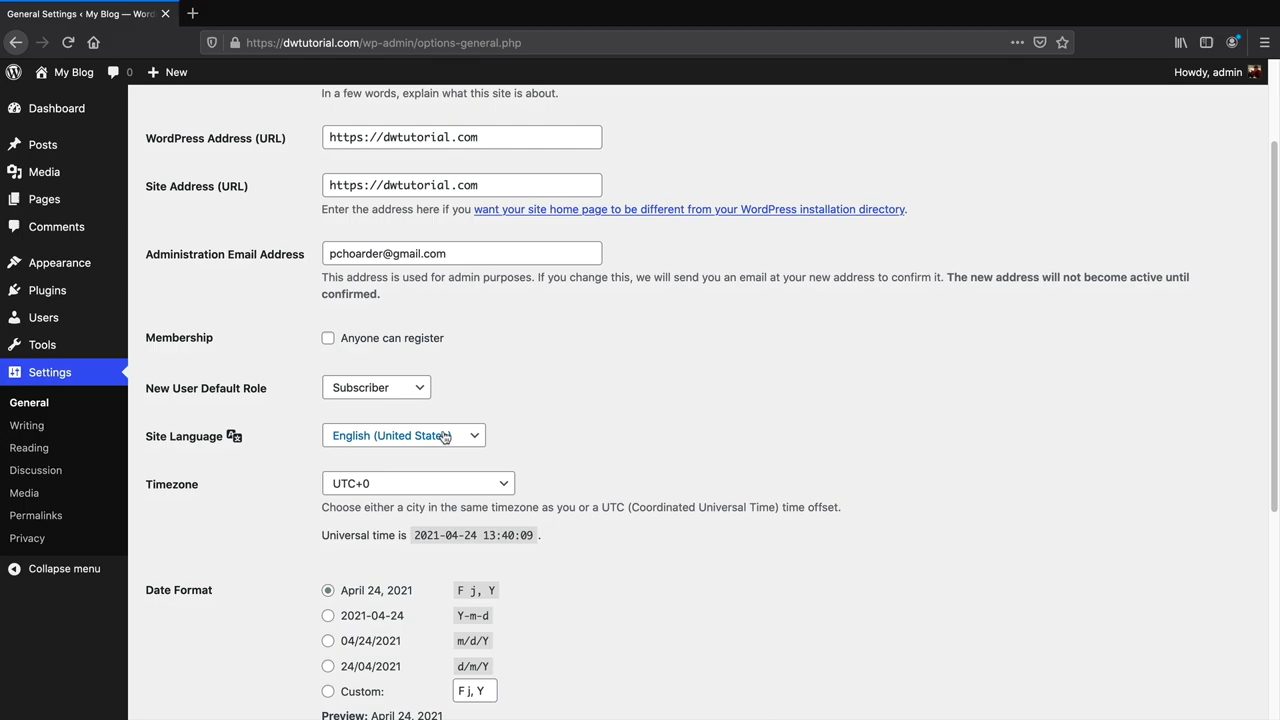 General Settings ‹ My Blog — Word
https://dwtutorial.com/wp-admin/options-general.php
My Blog
0
New
Howdy, admin
Dashboard
Posts
Media
Pages
Comments
Appearance
Plugins
Users
Tools
Settings
General
Writing
Reading
Discussion
Media
Permalinks
Privacy
Collapse menu
In a few words, explain what this site is about.
WordPress Address (URL)
https://dwtutorial.com
Site Address (URL)
https://dwtutorial.com
Enter the address here if you want your site home page to be different from your WordPress installation directory.
Administration Email Address
pchoarder@gmail.com
This address is used for admin purposes. If you change this, we will send you an email at your new address to confirm it. The new address will not become active until
confirmed.
Membership
Anyone can register
New User Default Role
Subscriber
Site Language
English (United States)
Timezone
UTC+0
Choose either a city in the same timezone as you or a UTC (Coordinated Universal Time) time offset.
Universal time is 2021-04-24 13:40:09 .
Date Format
April 24, 2021 F j, Y
2021-04-24 Y-m-d
04/24/2021 m/d/Y
24/04/2021 d/m/Y
Custom: F j, Y
Preview: April 24, 2021